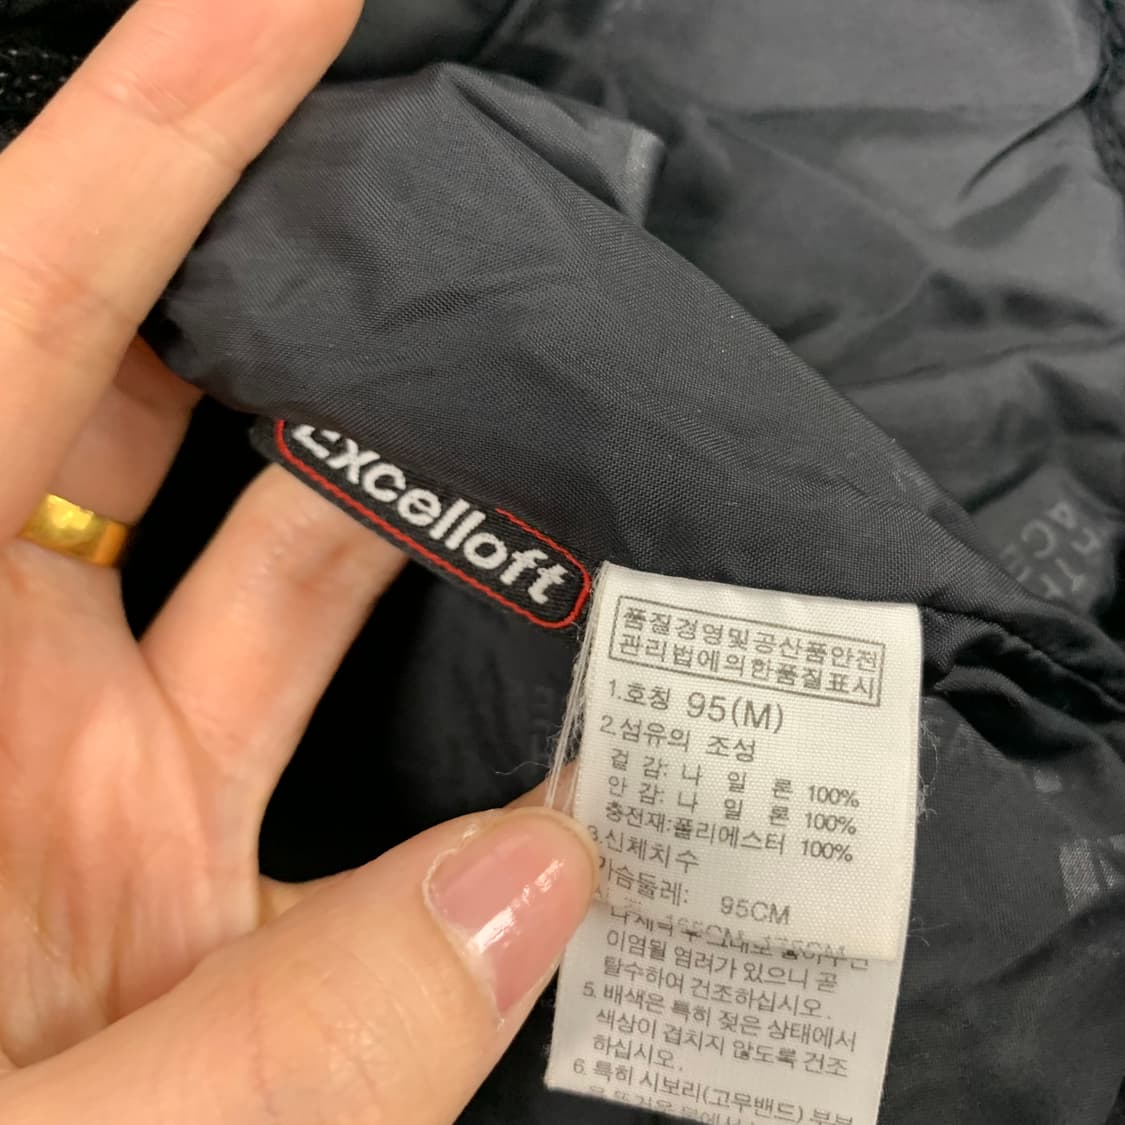 Excelloft
품질경영및공산품안전
관리법에의한품질표시
1.호칭 95(M)
2.섬유의 조성
겉 감: 나 일 론 100%
안 감: 나 일 론 100%
충전재:폴리에스터 100%
3.신체치수
가슴둘레: 95CM
165CM-175CM
이염될 염려가 있으니 곧
탈수하여 건조하십시오.
5. 배색은 특히 젖은 상태에서
색상이 겹치지 않도록 건조
하십시오.
6. 특히 시보리(고무밴드) 부분